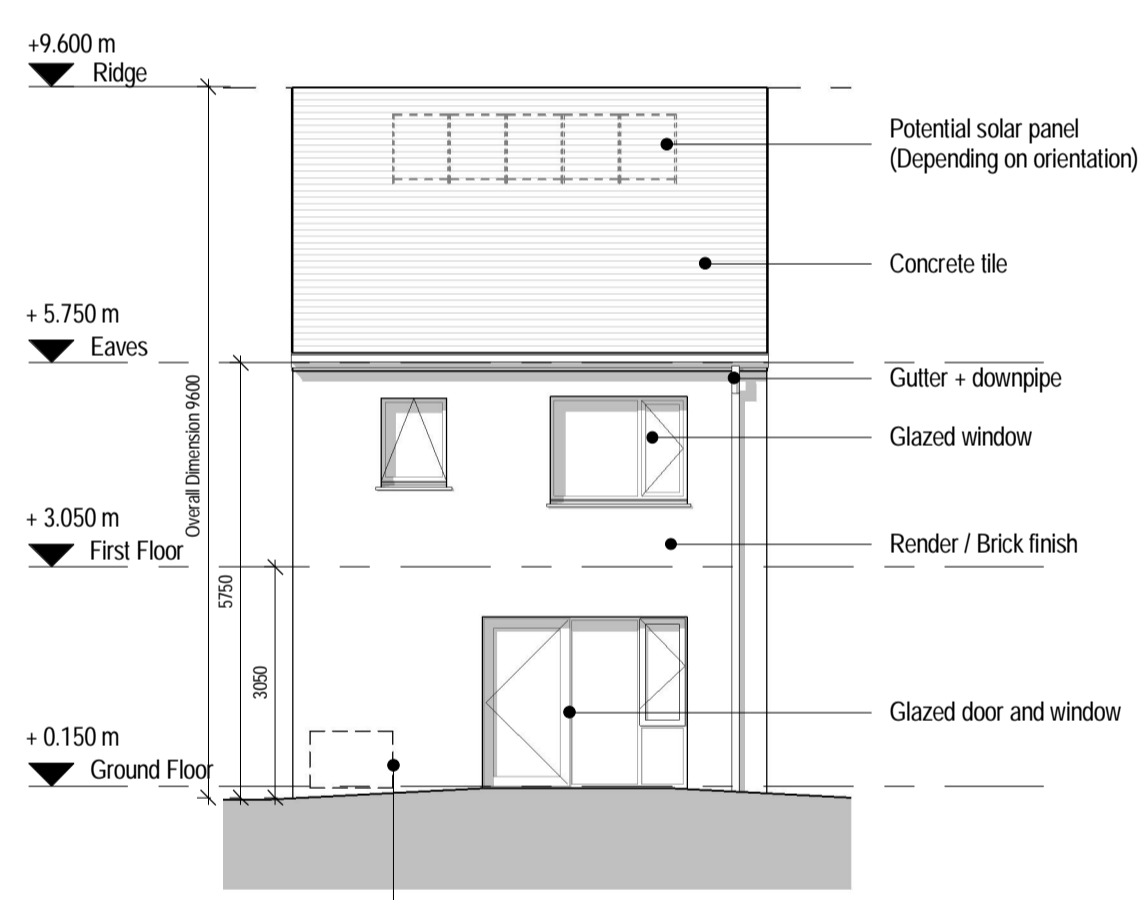 +9.600 m
Ridge
Potential solar panel
(Depending on orientation)
Concrete tile
+ 5.750 m
Eaves
Gutter + downpipe
Overall Dimension 9600
Glazed window
+ 3.050 m
First Floor
Render / Brick finish
5750
3050
Glazed door and window
+ 0.150 m
Ground Floor